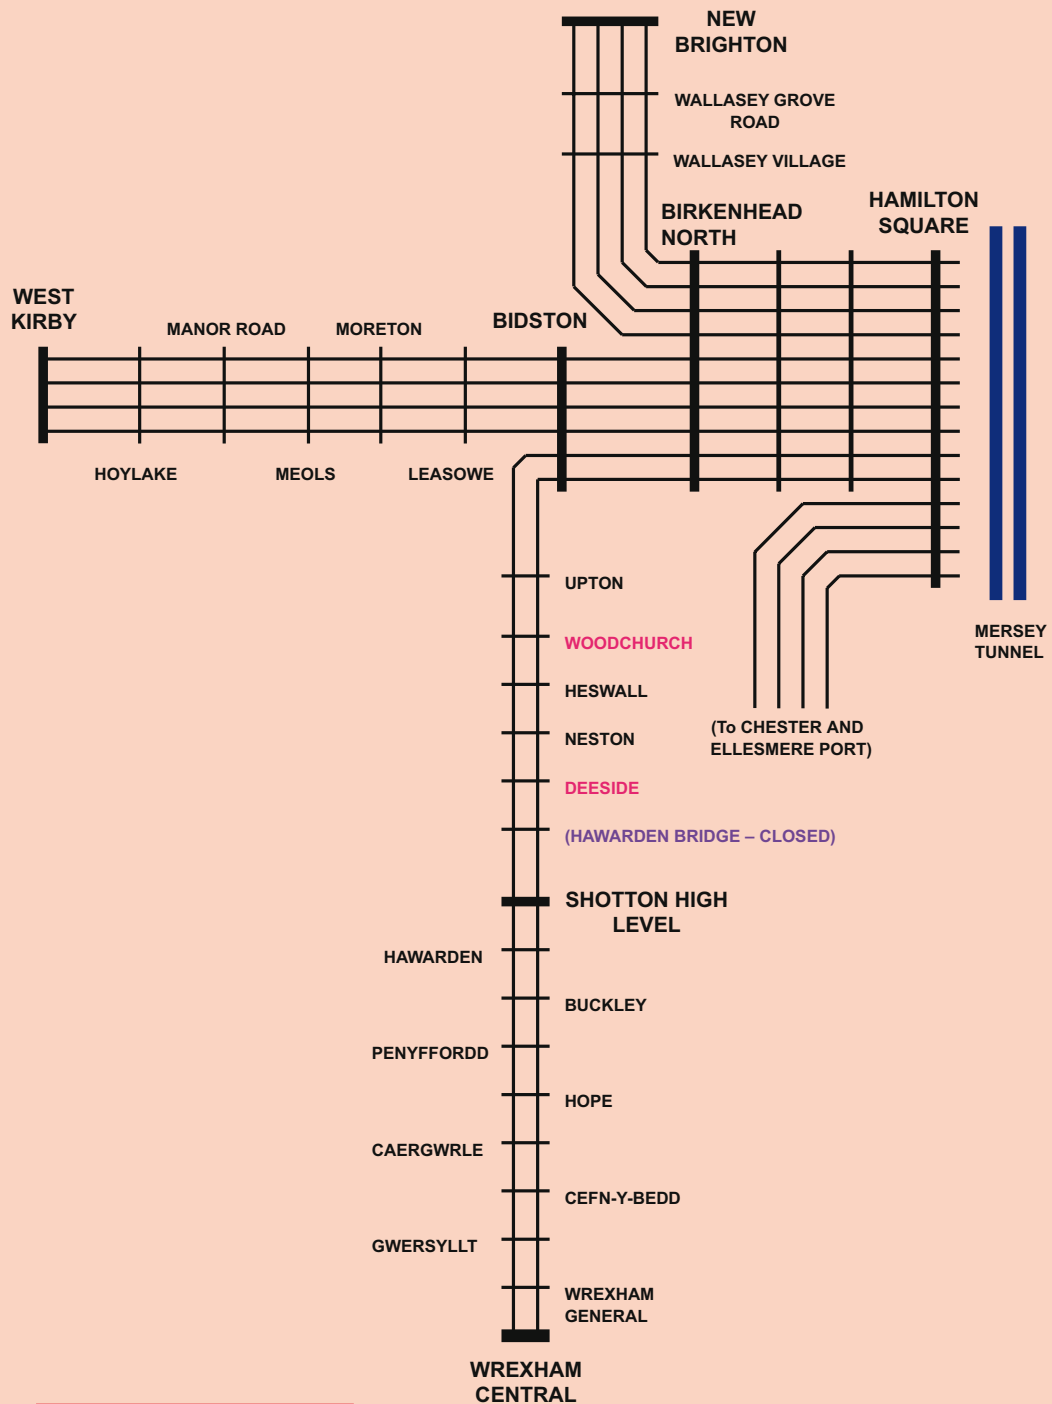 NEW
BRIGHTON
WALLASEY GROVE
ROAD
WALLASEY VILLAGE
HAMILTON
SQUARE
BIRKENHEAD
NORTH
WEST
KIRBY
MANOR ROAD
MORETON
BIDSTON
HOYLAKE
MEOLS
LEASOWE
UPTON
WOODCHURCH
HESWALL
NESTON
DEESIDE
(HAWARDEN BRIDGE – CLOSED)
MERSEY
TUNNEL
(To CHESTER AND
ELLESMERE PORT)
SHOTTON HIGH
LEVEL
HAWARDEN
BUCKLEY
PENYFFORDD
HOPE
CAERGWRLE
CEFN-Y-BEDD
GWERSYLLT
WREXHAM
GENERAL
WREXHAM
CENTRAL